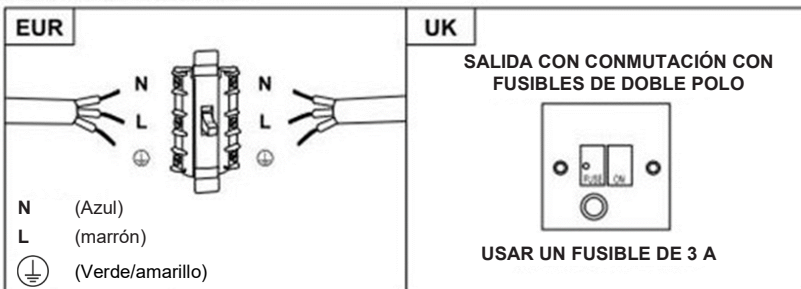 EUR
N
N
L
L
N (Azul)
L (marrón)
(Verde/amarillo)
UK
SALIDA CON CONMUTACIÓN CON
FUSIBLES DE DOBLE POLO
FUSE ON
USAR UN FUSIBLE DE 3 A